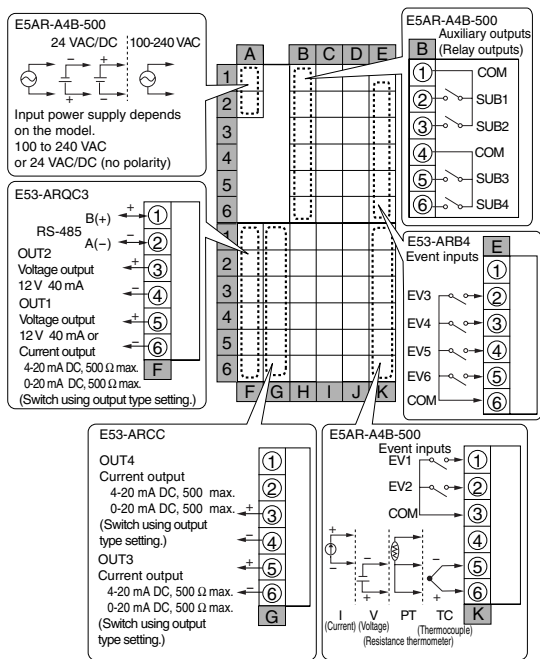 E5AR-A4B-500
24 VAC/DC 100-240 VAC
+ − +
− + −
Input power supply depends
on the model.
100 to 240 VAC
or 24 VAC/DC (no polarity)
A B C D E
1
2
3
4
5
6
1
2
3
4
5
6
F G H I J K
E5AR-A4B-500
Auxiliary outputs
(Relay outputs)
B
1 COM
2 SUB1
3 SUB2
4 COM
5 SUB3
6 SUB4
E53-ARQC3
B(+) + 1
RS-485
A(−) − 2
OUT2
Voltage output + 3
12 V 40 mA − 4
OUT1
Voltage output + 5
12 V 40 mA or
Current output − 6
4-20 mA DC, 500 Ω max.
0-20 mA DC, 500 Ω max.
(Switch using output type setting.)
F
E53-ARB4
Event inputs
E
1
EV3 2
EV4 3
EV5 4
EV6 5
COM 6
E53-ARCC
OUT4 1
Current output 2
4-20 mA DC, 500 max.
0-20 mA DC, 500 max. + 3
(Switch using output
type setting.) − 4
OUT3 + 5
Current output
4-20 mA DC, 500 Ω max. − 6
0-20 mA DC, 500 Ω max.
(Switch using output
type setting.)
G
E5AR-A4B-500
Event inputs
EV1 1
EV2 2
COM 3
4
5
6
+ − −
− + +
I V PT TC K
(Current) (Voltage) (Thermocouple)
(Resistance thermometer)